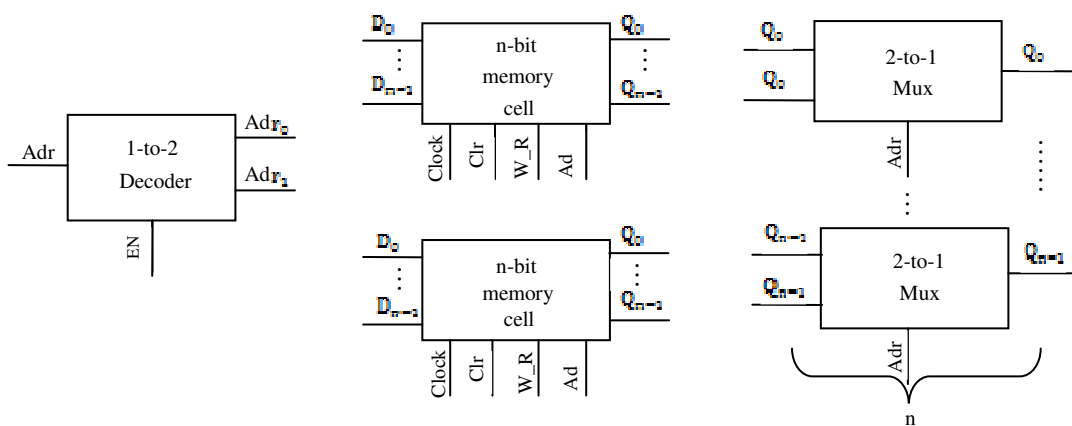 Adr
1-to-2
Decoder
Adr₀
Adr₁
EN
D₀
Dₙ₋₁
n-bit
memory
cell
Q₀
Qₙ₋₁
Clock
Clr
W_R
Ad
D₀
Dₙ₋₁
n-bit
memory
cell
Q₀
Qₙ₋₁
Clock
Clr
W_R
Ad
Q₀
Q₀
2-to-1
Mux
Q₀
Adr
Qₙ₋₁
Qₙ₋₁
2-to-1
Mux
Qₙ₋₁
Adr
n